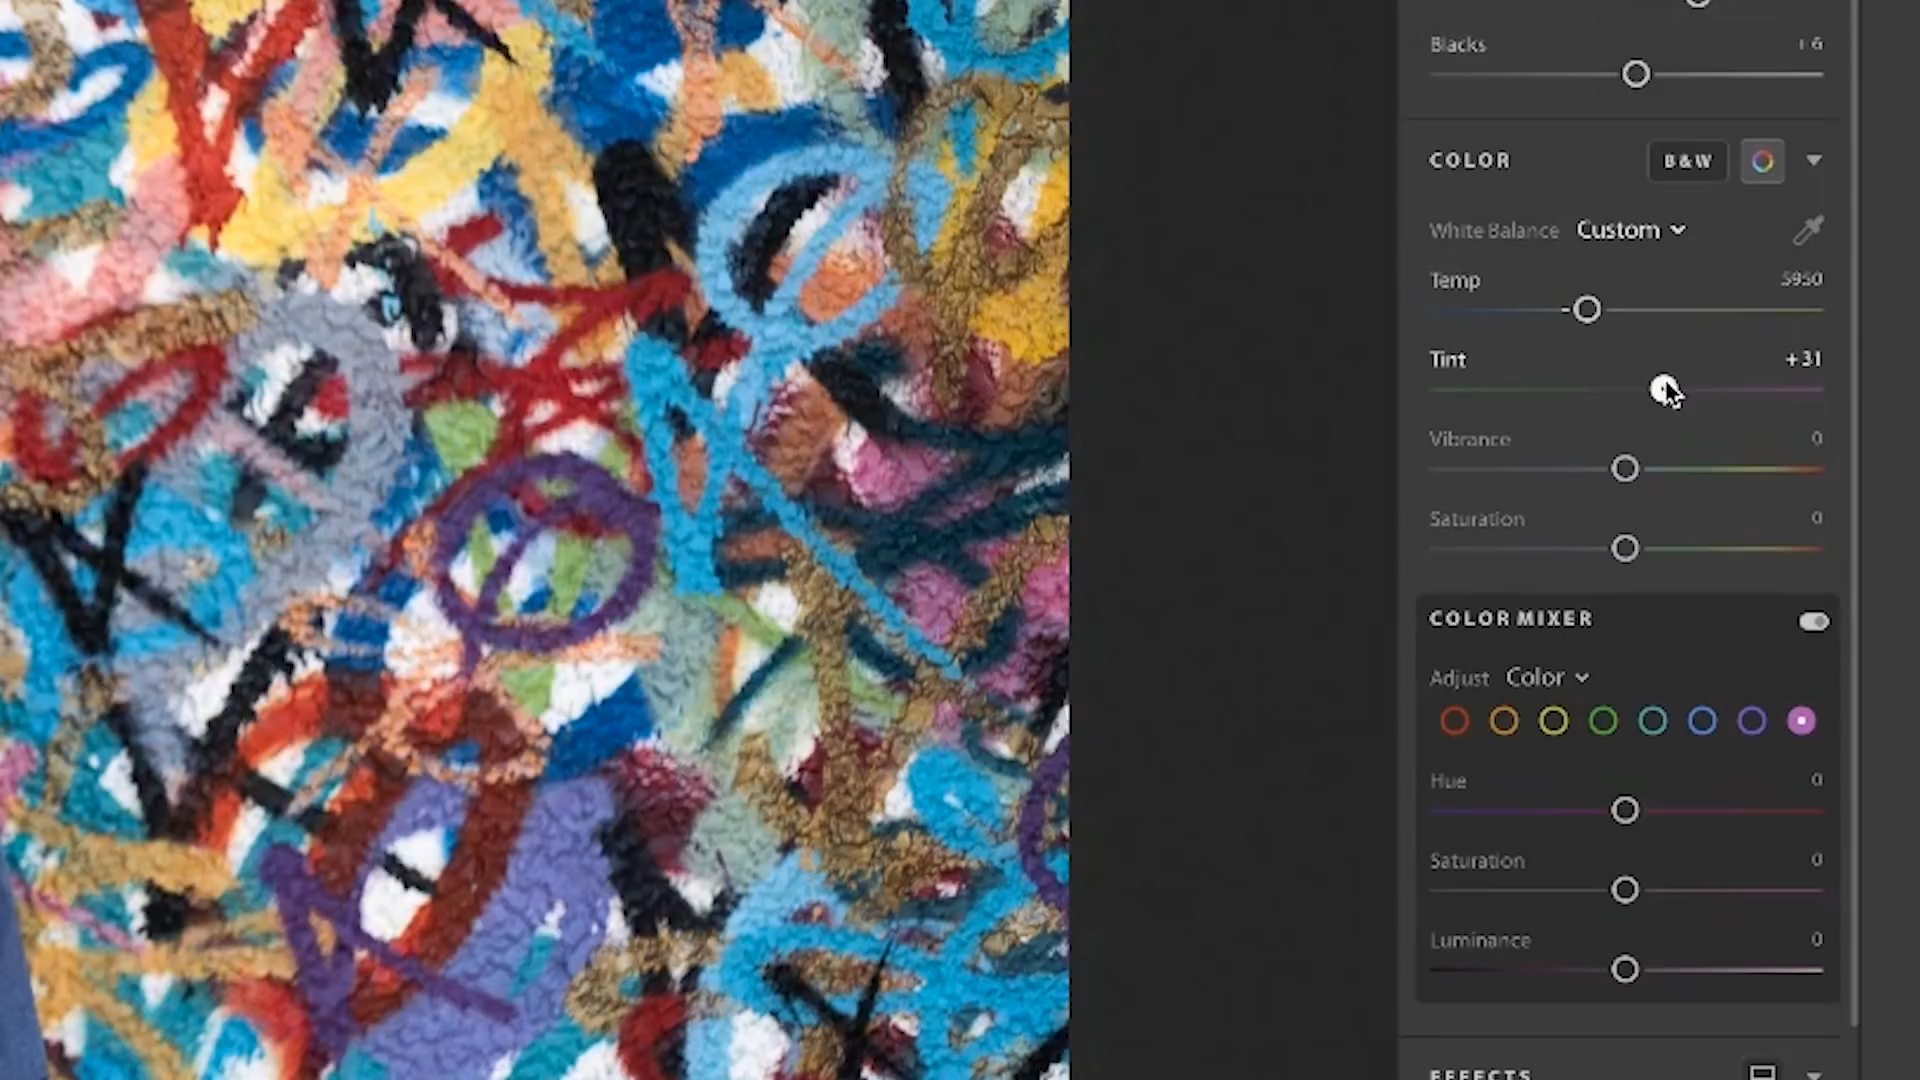 Blacks +6
COLOR B&W
White Balance Custom
Temp 5950
Tint +31
Vibrance 0
Saturation 0
COLOR MIXER
Adjust Color
Hue 0
Saturation 0
Luminance 0
EFFECTS